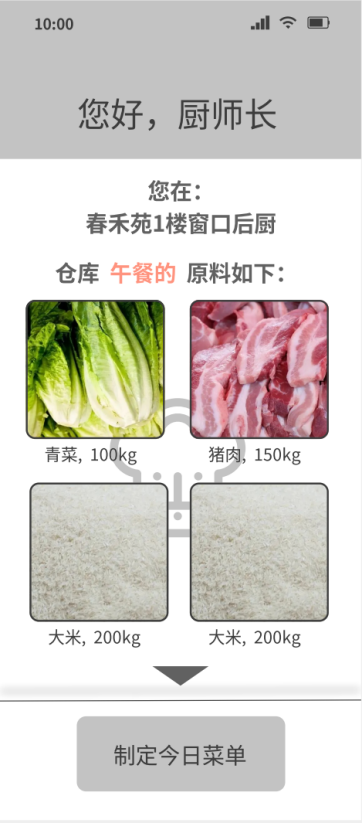 10:00
您好，厨师长
您在：
春禾苑1楼窗口后厨
仓库 午餐的 原料如下：
青菜, 100kg
猪肉, 150kg
大米, 200kg
大米, 200kg
制定今日菜单